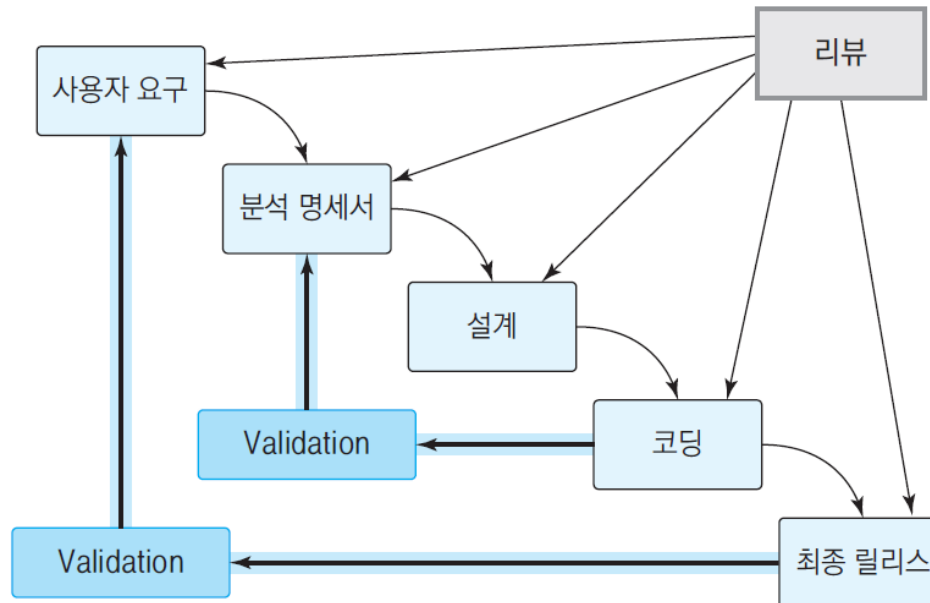 리뷰
사용자 요구
분석 명세서
설계
코딩
Validation
최종 릴리스
Validation